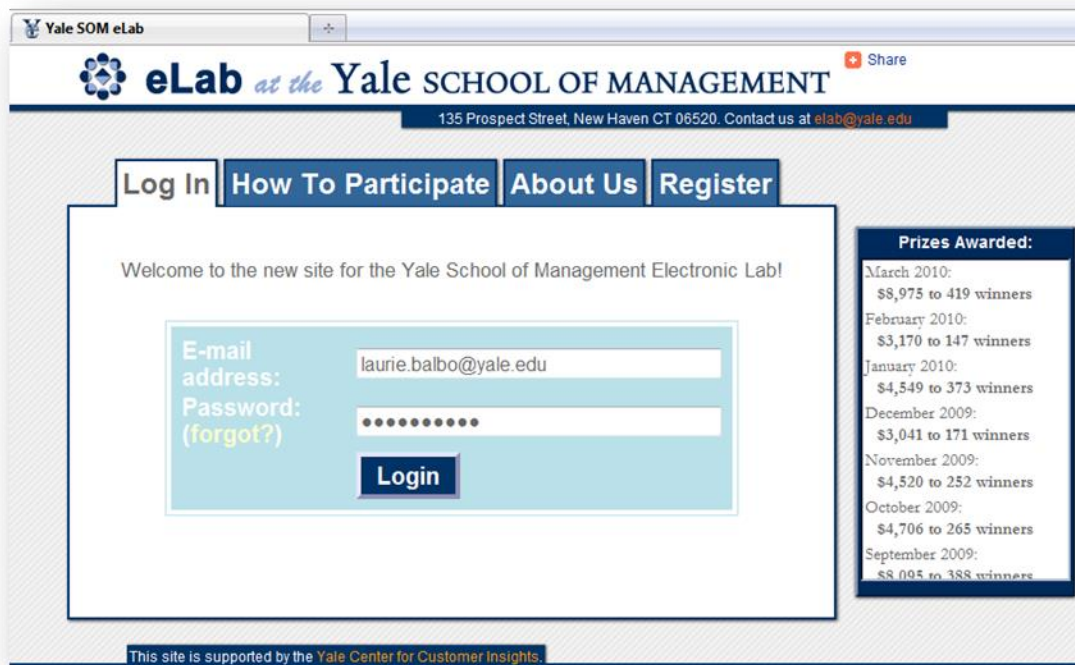 Yale SOM eLab
eLab at the Yale SCHOOL OF MANAGEMENT
Share
135 Prospect Street, New Haven CT 06520. Contact us at elab@yale.edu
Log In How To Participate About Us Register
Welcome to the new site for the Yale School of Management Electronic Lab!
E-mail
address:
laurie.balbo@yale.edu
Password:
(forgot?)
••••••••••
Login
Prizes Awarded:
March 2010:
$8,975 to 419 winners
February 2010:
$3,170 to 147 winners
January 2010:
$4,549 to 373 winners
December 2009:
$3,041 to 171 winners
November 2009:
$4,520 to 252 winners
October 2009:
$4,706 to 265 winners
September 2009:
$8,095 to 388 winners
This site is supported by the Yale Center for Customer Insights.